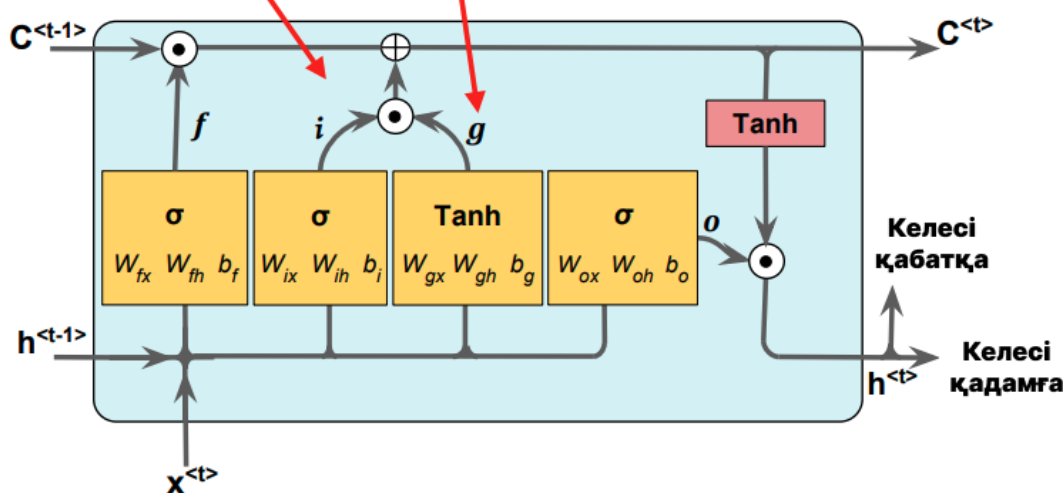 C<t-1>
C<t>
f
i
g
Tanh
σ
W_fx W_fh b_f
σ
W_ix W_ih b_i
Tanh
W_gx W_gh b_g
σ
W_ox W_oh b_o
o
Келесі
қабатқа
h<t-1>
h<t>
Келесі
қадамға
x<t>